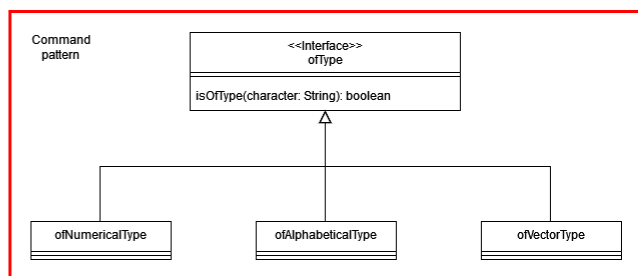 Command
pattern
<<Interface>>
ofType
isOfType(character: String): boolean
ofNumericalType
ofAlphabeticalType
ofVectorType